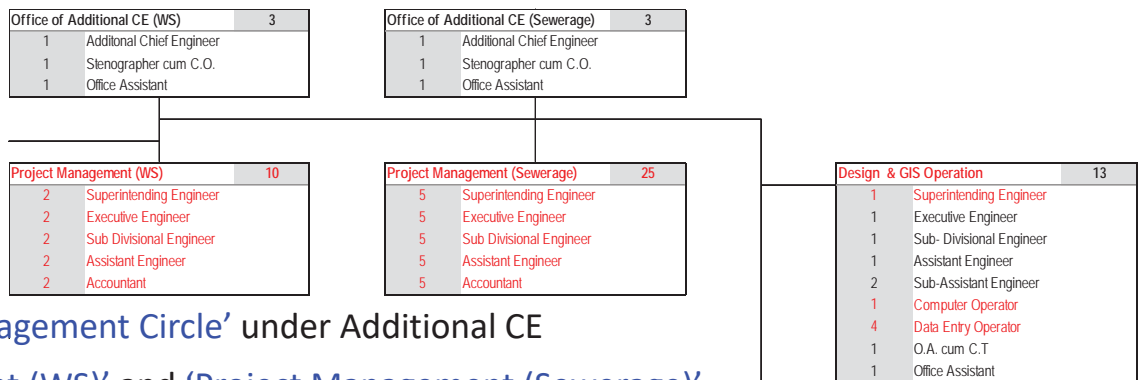 Office of Additional CE (WS) 3
1 Additonal Chief Engineer
1 Stenographer cum C.O.
1 Office Assistant
Office of Additional CE (Sewerage) 3
1 Additional Chief Engineer
1 Stenographer cum C.O.
1 Office Assistant
Project Management (WS) 10
2 Superintending Engineer
2 Executive Engineer
2 Sub Divisional Engineer
2 Assistant Engineer
2 Accountant
Project Management (Sewerage) 25
5 Superintending Engineer
5 Executive Engineer
5 Sub Divisional Engineer
5 Assistant Engineer
5 Accountant
Design & GIS Operation 13
1 Superintending Engineer
1 Executive Engineer
1 Sub- Divisional Engineer
1 Assistant Engineer
2 Sub-Assistant Engineer
1 Computer Operator
4 Data Entry Operator
1 O.A. cum C.T
1 Office Assistant
agement Circle’ under Additional CE
t (WS)’ and ‘(Project Management (Sewerage)’